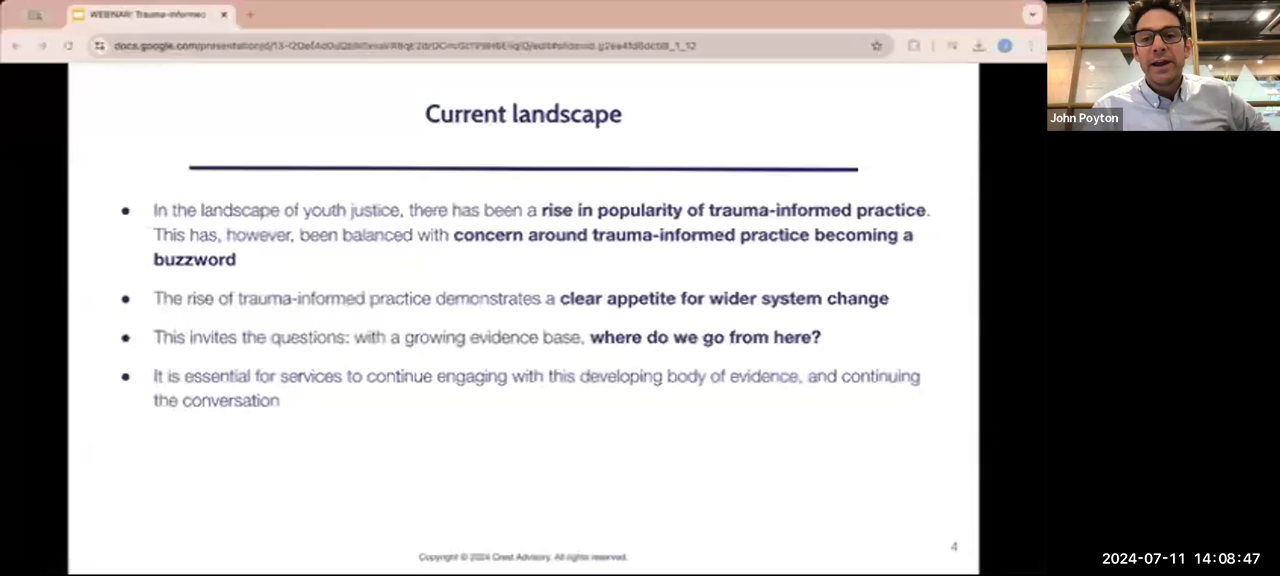 WEBINAR: Trauma-informed
Current landscape
John Poyton
● In the landscape of youth justice, there has been a rise in popularity of trauma-informed practice.
This has, however, been balanced with concern around trauma-informed practice becoming a
buzzword
● The rise of trauma-informed practice demonstrates a clear appetite for wider system change
● This invites the questions: with a growing evidence base, where do we go from here?
● It is essential for services to continue engaging with this developing body of evidence, and continuing
the conversation
Copyright © 2024 Crest Advisory. All rights reserved.
4
2024-07-11 14:08:47